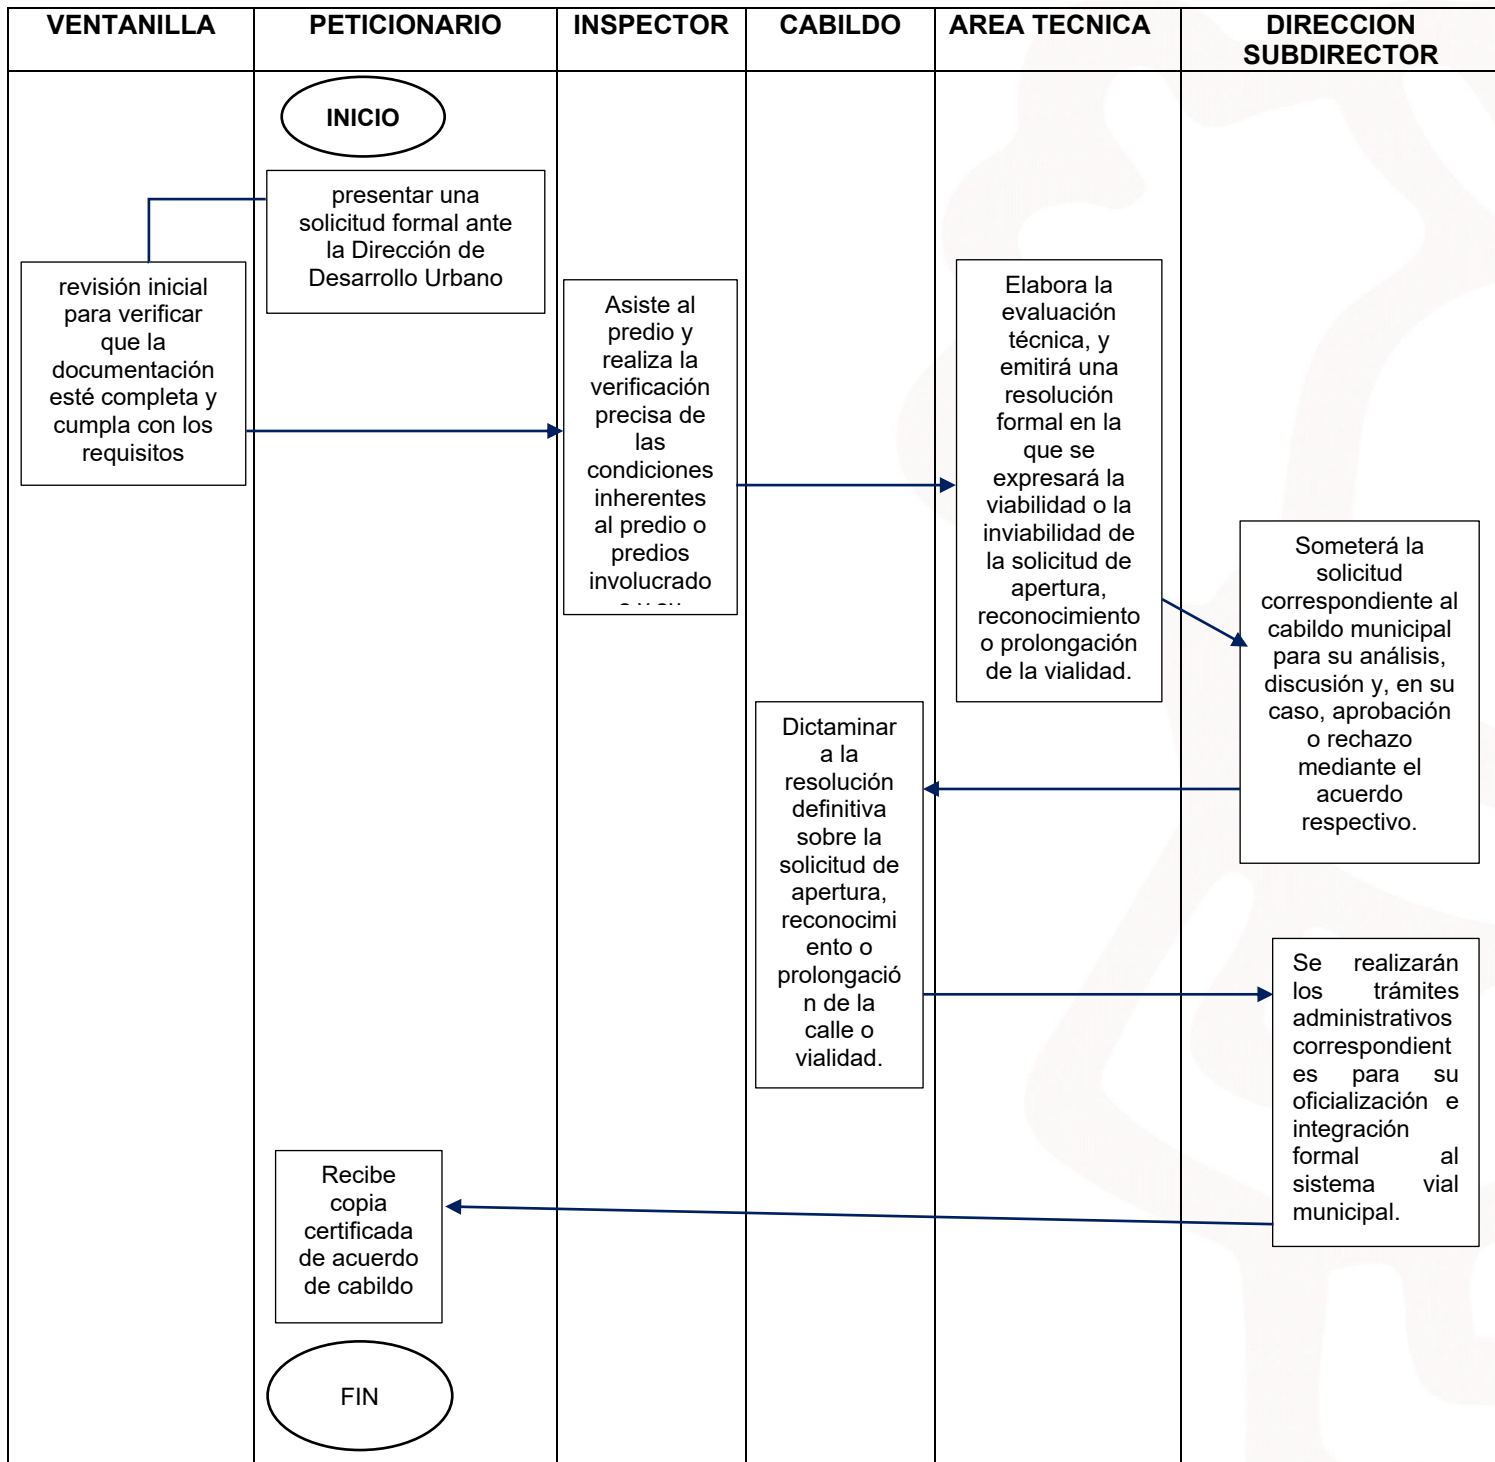 VENTANILLA
PETICIONARIO
INSPECTOR
CABILDO
AREA TECNICA
DIRECCION
SUBDIRECTOR
INICIO
presentar una
solicitud formal ante
la Dirección de
Desarrollo Urbano
revisión inicial
para verificar
que la
documentación
esté completa y
cumpla con los
requisitos
Asiste al
predio y
realiza la
verificación
precisa de
las
condiciones
inherentes
al predio o
predios
involucrado
Elabora la
evaluación
técnica, y
emitirá una
resolución
formal en la
que se
expresará la
viabilidad o la
inviabilidad de
la solicitud de
apertura,
reconocimiento
o prolongación
de la vialidad.
Someterá la
solicitud
correspondiente al
cabildo municipal
para su análisis,
discusión y, en su
caso, aprobación
o rechazo
mediante el
acuerdo
respectivo.
Dictaminar
a la
resolución
definitiva
sobre la
solicitud de
apertura,
reconocimi
ento o
prolongació
n de la
calle o
vialidad.
Se realizarán
los trámites
administrativos
correspondient
es para su
oficialización e
integración
formal al
sistema vial
municipal.
Recibe
copia
certificada
de acuerdo
de cabildo
FIN